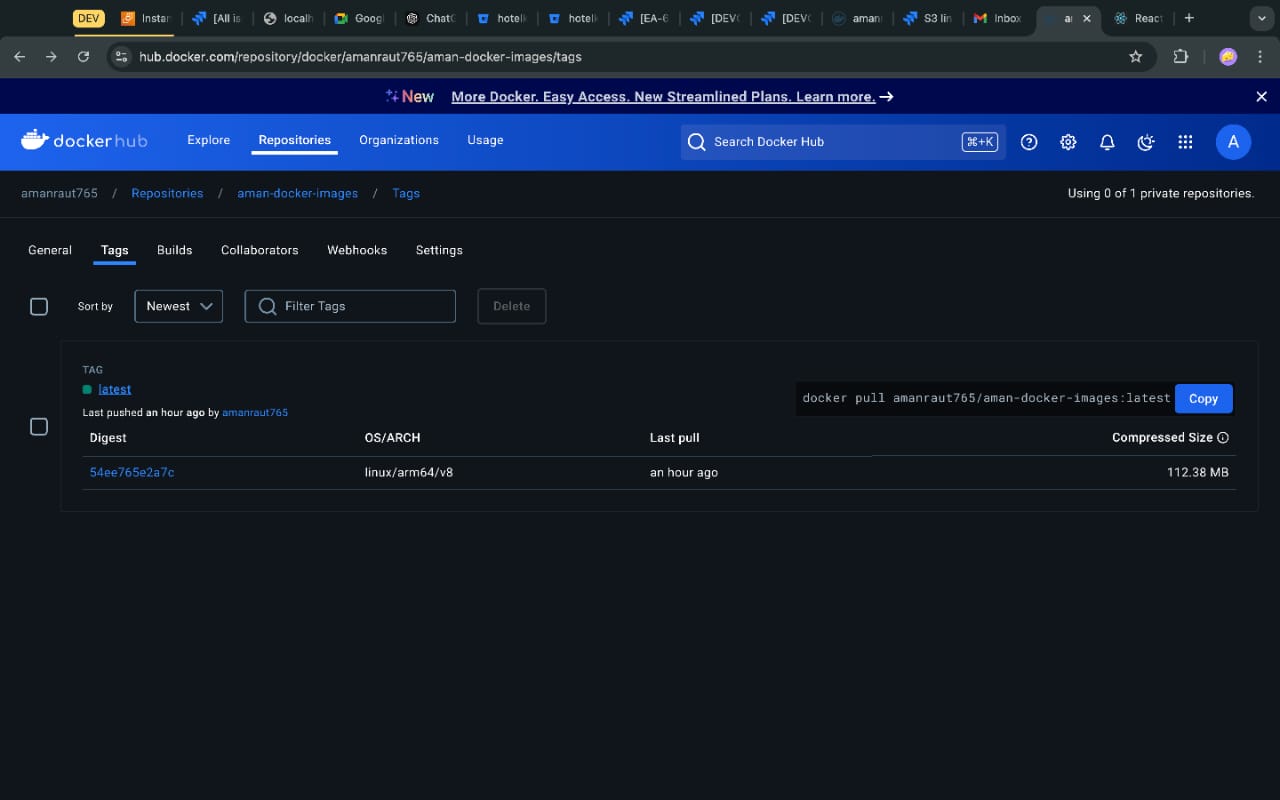 DEV Instan [All is localh Googl ChatG hotelk hotelk [EA-6 [DEVO [DEVO aman S3 lin Inbox ar React
hub.docker.com/repository/docker/amanraut765/aman-docker-images/tags
New More Docker. Easy Access. New Streamlined Plans. Learn more.
dockerhub Explore Repositories Organizations Usage Search Docker Hub ⌘+K A
amanraut765 / Repositories / aman-docker-images / Tags Using 0 of 1 private repositories.
General Tags Builds Collaborators Webhooks Settings
Sort by Newest Filter Tags Delete
TAG
latest
docker pull amanraut765/aman-docker-images:latest Copy
Last pushed an hour ago by amanraut765
Digest OS/ARCH Last pull Compressed Size
54ee765e2a7c linux/arm64/v8 an hour ago 112.38 MB